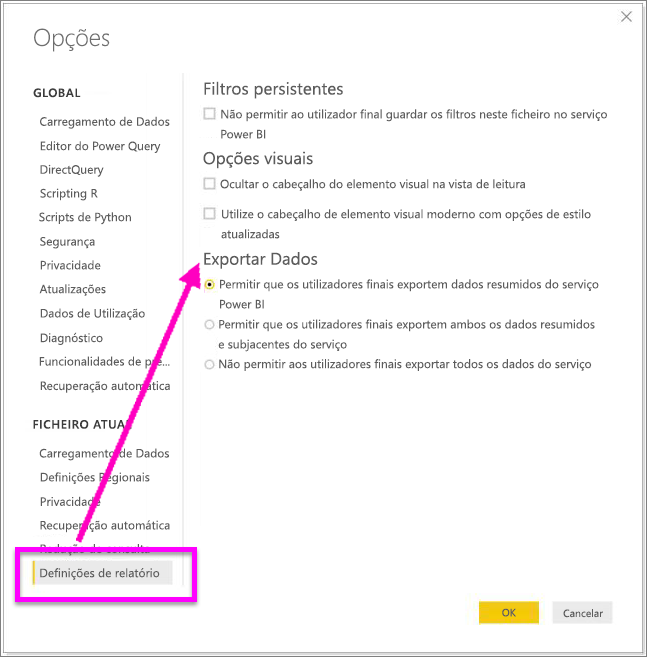 Opções
GLOBAL
Carregamento de Dados
Editor do Power Query
DirectQuery
Scripting R
Scripts de Python
Segurança
Privacidade
Atualizações
Dados de Utilização
Diagnóstico
Funcionalidades de pré...
Recuperação automática
FICHEIRO ATUAL
Carregamento de Dados
Definições Regionais
Privacidade
Recuperação automática
de consulta
Definições de relatório
Filtros persistentes
Não permitir ao utilizador final guardar os filtros neste ficheiro no serviço
Power BI
Opções visuais
Ocultar o cabeçalho do elemento visual na vista de leitura
Utilize o cabeçalho de elemento visual moderno com opções de estilo
atualizadas
Exportar Dados
Permitir que os utilizadores finais exportem dados resumidos do serviço
Power BI
Permitir que os utilizadores finais exportem ambos os dados resumidos
e subjacentes do serviço
Não permitir aos utilizadores finais exportar todos os dados do serviço
OK
Cancelar